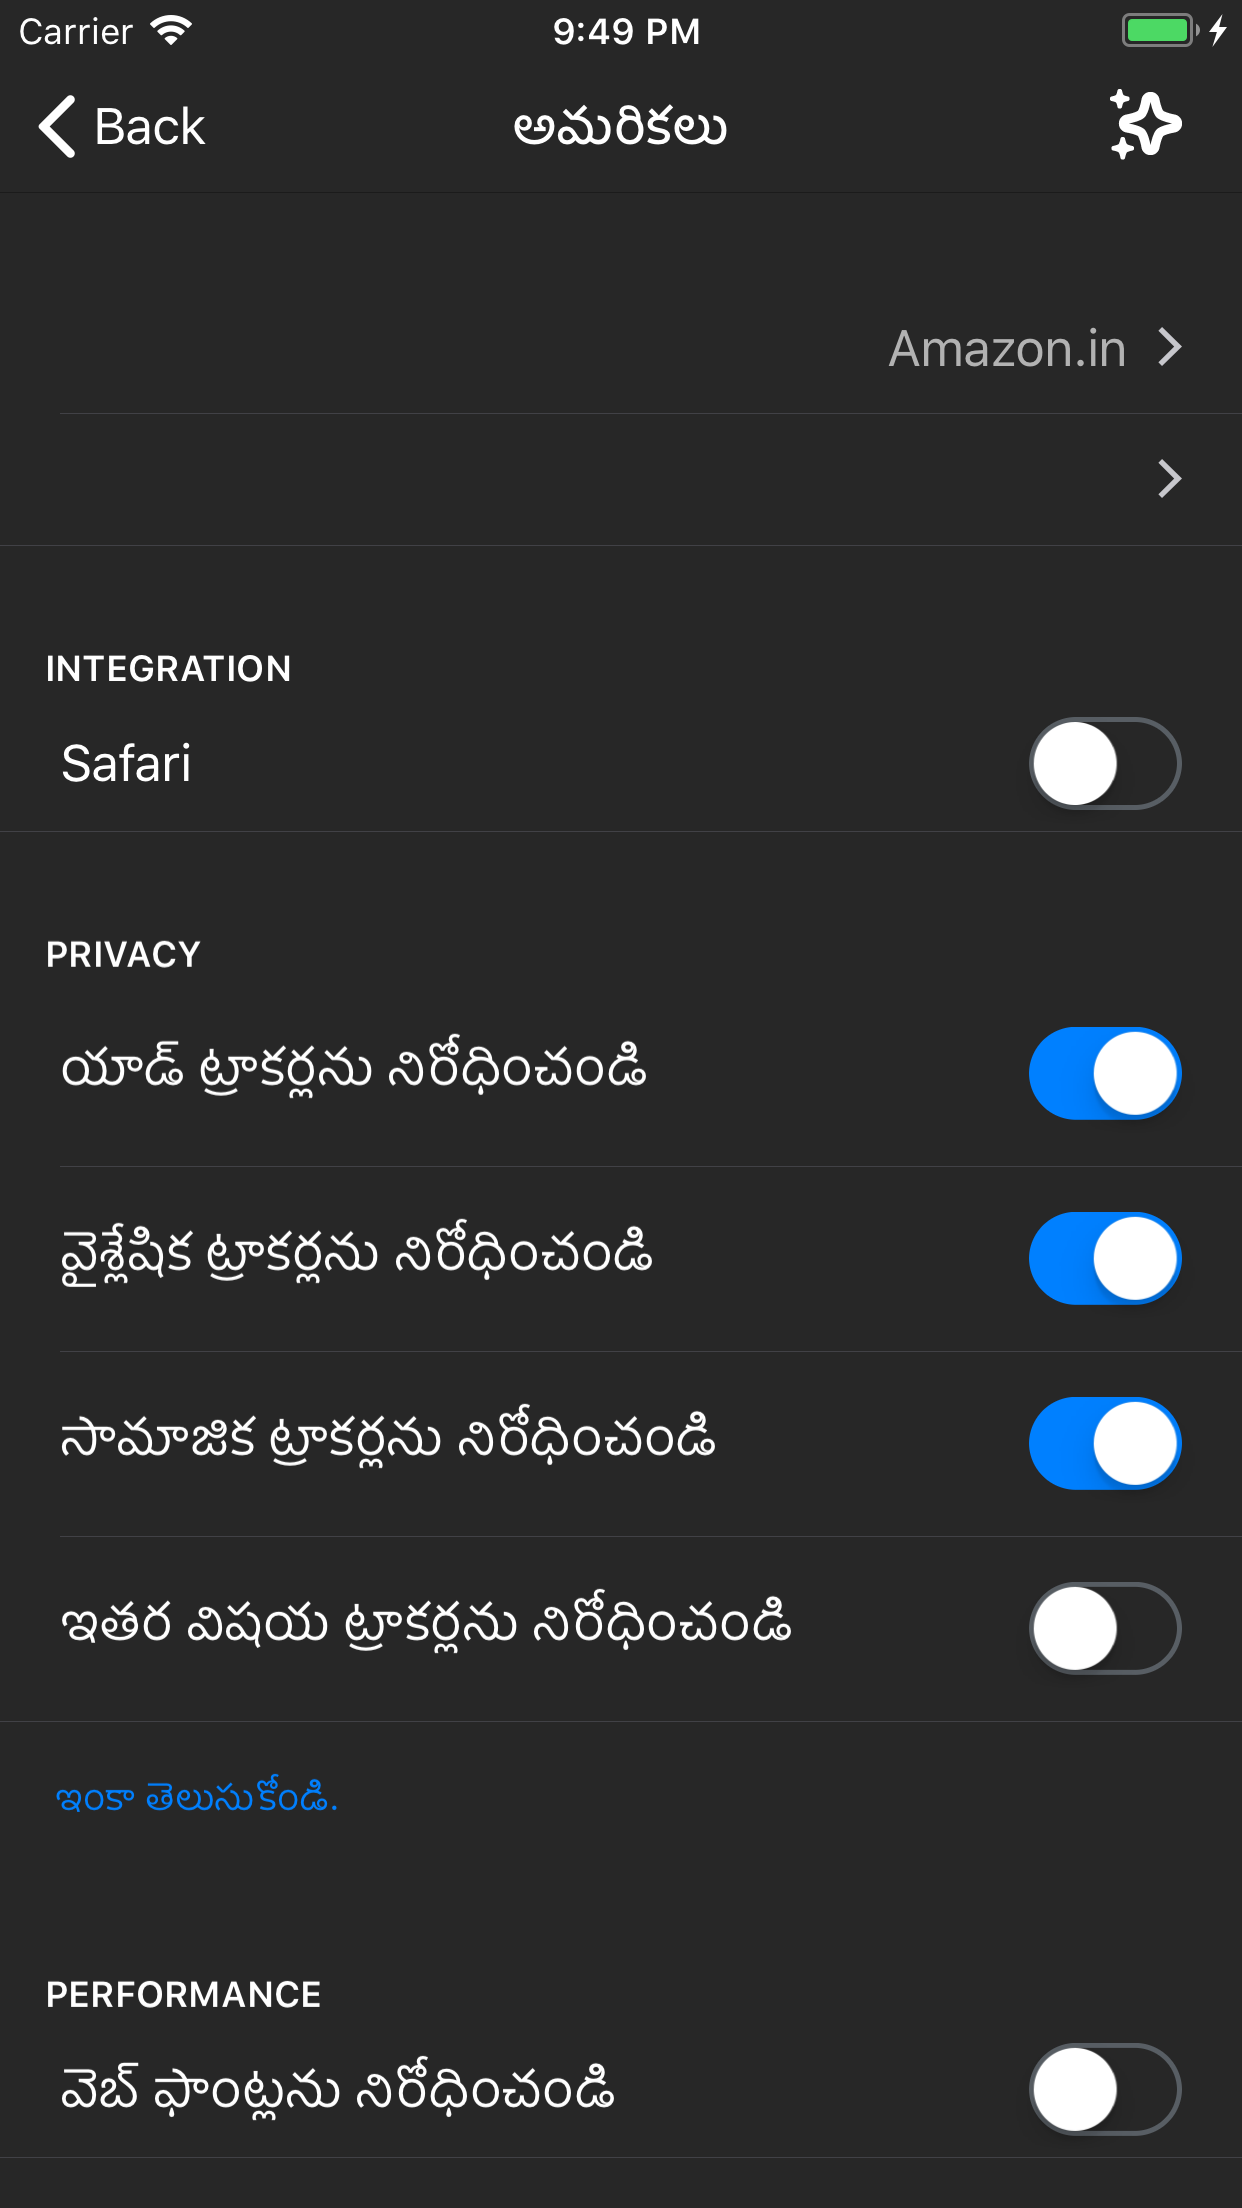 Carrier 9:49 PM
Back అమరికలు
Amazon.in
INTEGRATION
Safari
PRIVACY
యాడ్ ట్రాకర్లను నిరోధించండి
వైశ్లేషిక ట్రాకర్లను నిరోధించండి
సామాజిక ట్రాకర్లను నిరోధించండి
ఇతర విషయ ట్రాకర్లను నిరోధించండి
ఇంకా తెలుసుకోండి.
PERFORMANCE
వెబ్ ఫాంట్లను నిరోధించండి